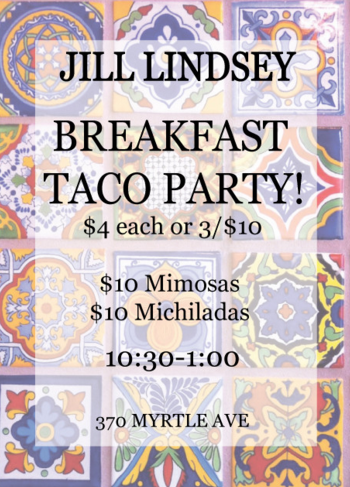 JILL LINDSEY
BREAKFAST
TACO PARTY!
$4 each or 3/$10
$10 Mimosas
$10 Michiladas
10:30-1:00
370 MYRTLE AVE